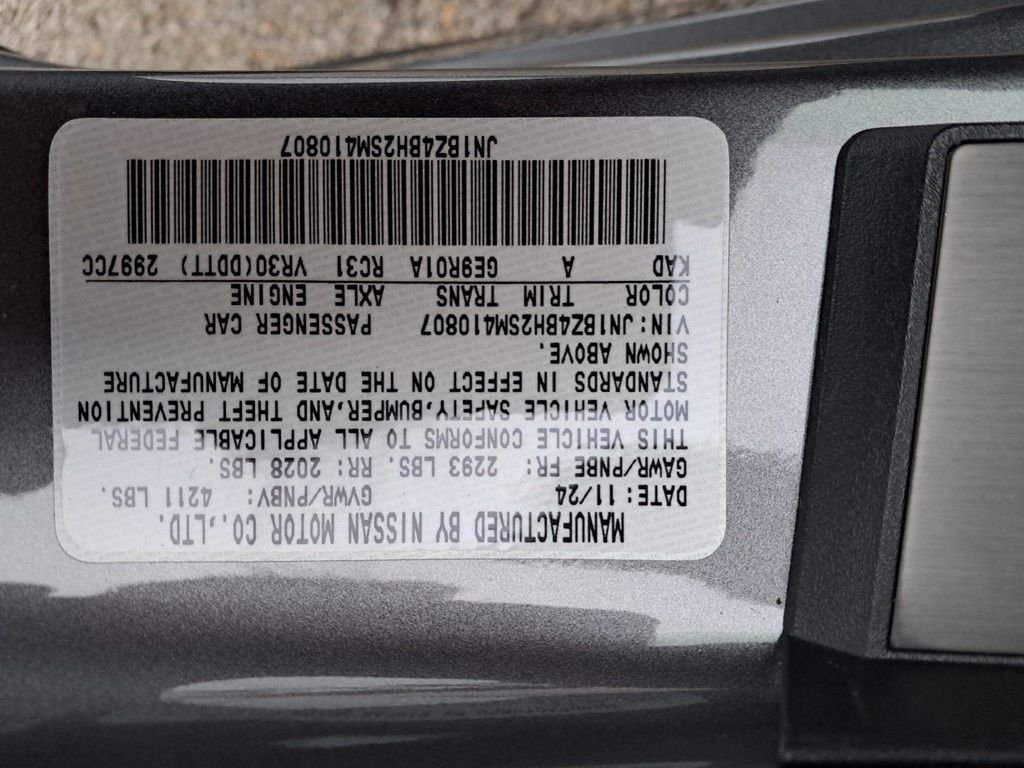 MANUFACTURED BY NISSAN MOTOR CO.,LTD.
DATE: 11/24 GVWR/PNBV: 4211 LBS.
GAWR/PNBE FR: 2293 LBS. RR: 2028 LBS.
THIS VEHICLE CONFORMS TO ALL APPLICABLE FEDERAL
MOTOR VEHICLE SAFETY,BUMPER,AND THEFT PREVENTION
STANDARDS IN EFFECT ON THE DATE OF MANUFACTURE
SHOWN ABOVE.
VIN:JN1BZ4BH2SM410807 PASSENGER CAR
COLOR TRIM TRANS AXLE ENGINE
KAD A GE9R01A RC31 VR30(DDTT) 2997CC
JN1BZ4BH2SM410807